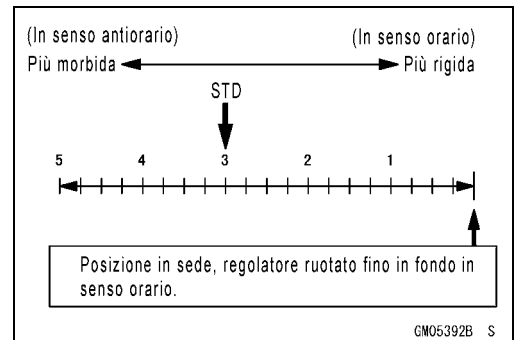 (In senso antiorario) (In senso orario)
Più morbida Più rigida
STD
5 4 3 2 1
Posizione in sede, regolatore ruotato fino in fondo in
senso orario.
GM05392B S